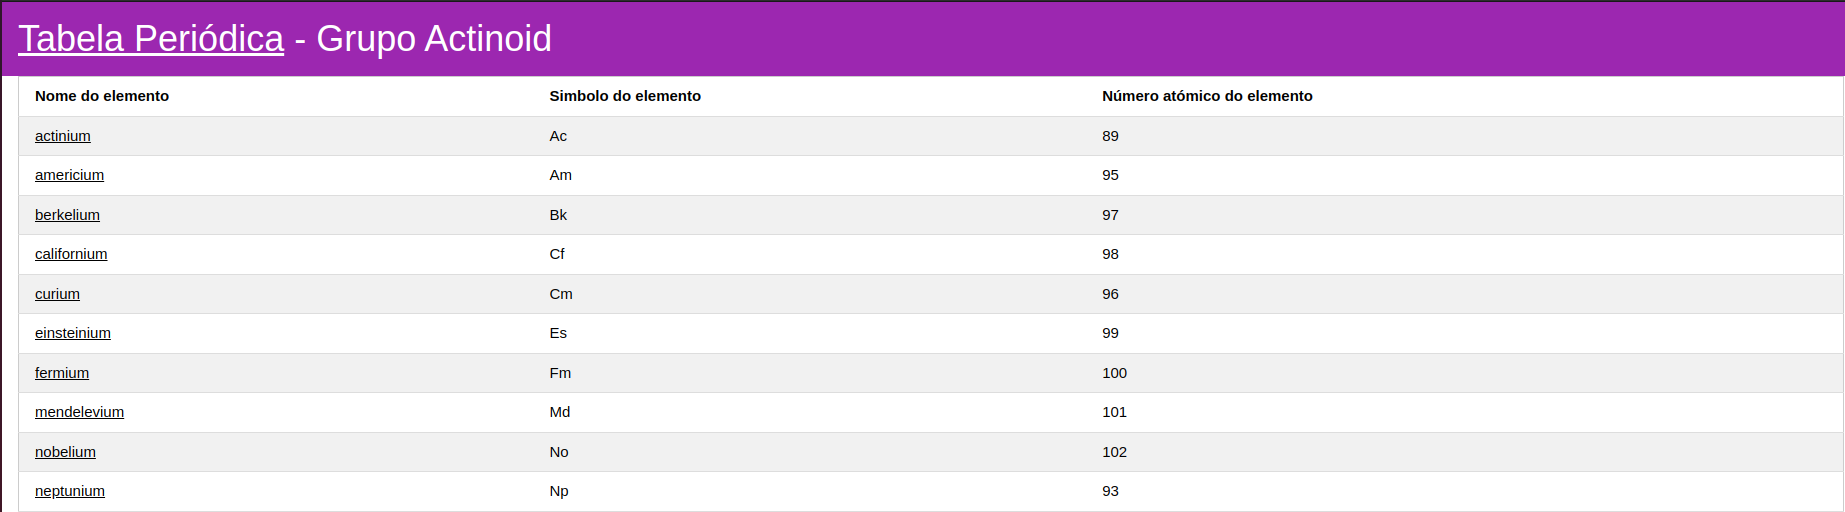 Tabela Periódica - Grupo Actinoid
Nome do elemento Simbolo do elemento Número atómico do elemento
actinium Ac 89
americium Am 95
berkelium Bk 97
californium Cf 98
curium Cm 96
einsteinium Es 99
fermium Fm 100
mendelevium Md 101
nobelium No 102
neptunium Np 93